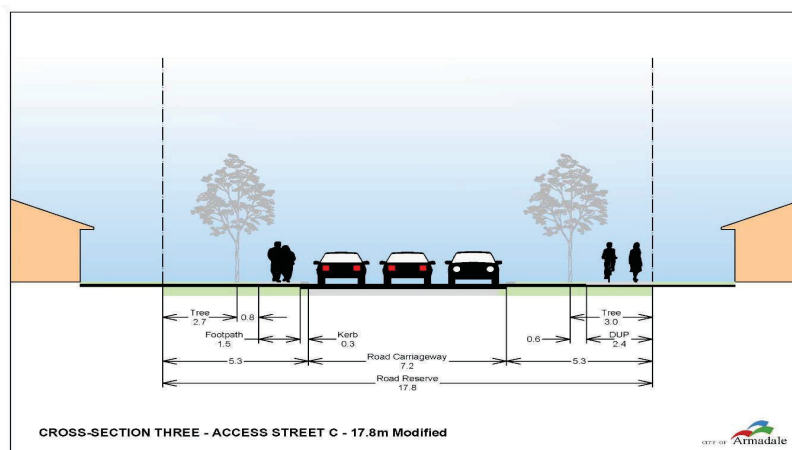 Tree
2.7
0.8
Footpath
1.5
Kerb
0.3
Tree
3.0
0.6
DUP
2.4
5.3
Road Carriageway
7.2
5.3
Road Reserve
17.8
CROSS-SECTION THREE - ACCESS STREET C - 17.8m Modified
CITY OF Armadale